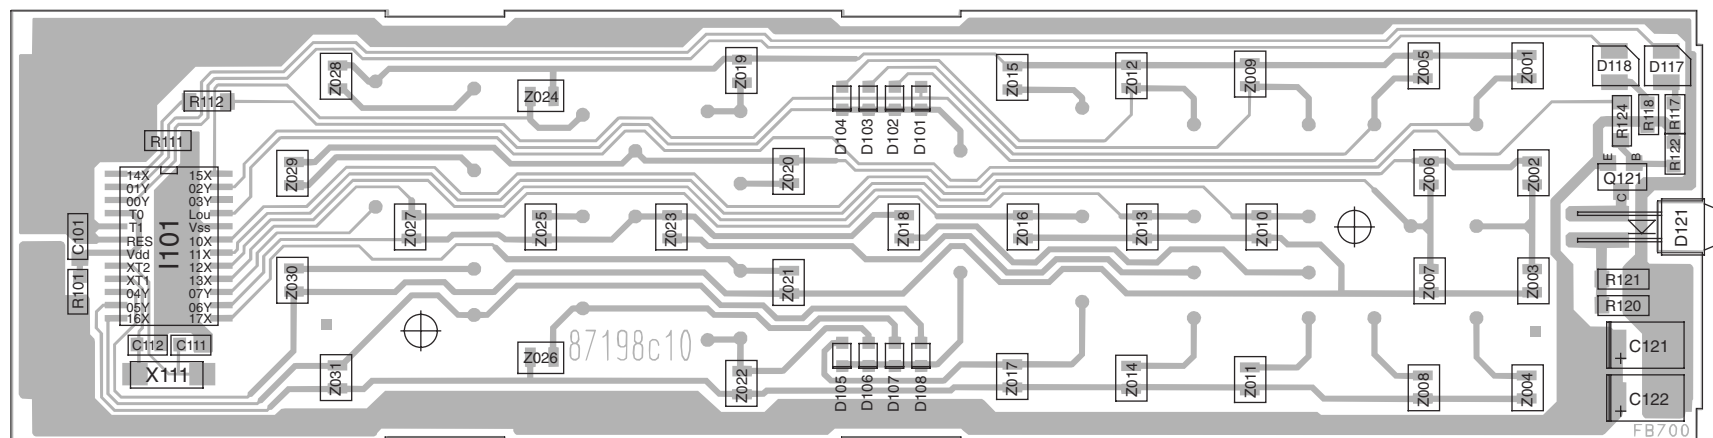 Z028
Z024
Z019
D104
D103
D102
D101
Z015
Z012
Z009
Z005
Z001
D118
D117
R112
R111
R124
R118
R117
R122
E
B
Q121
C
Z029
Z020
Z006
Z002
14X 15X
01Y 02Y
00Y 03Y
T0 Lou
T1 Vss
RES 10X
Vdd 11X
XT2 12X
XT1 13X
04Y 07Y
05Y 06Y
16X 17X
I101
C101
R101
Z027
Z025
Z023
Z018
Z016
Z013
Z010
D121
Z030
Z021
Z007
Z003
R121
R120
C112
C111
X111
Z031
Z026
87198c10
Z022
D105
D106
D107
D108
Z017
Z014
Z011
Z008
Z004
C121
+
C122
+
FB700